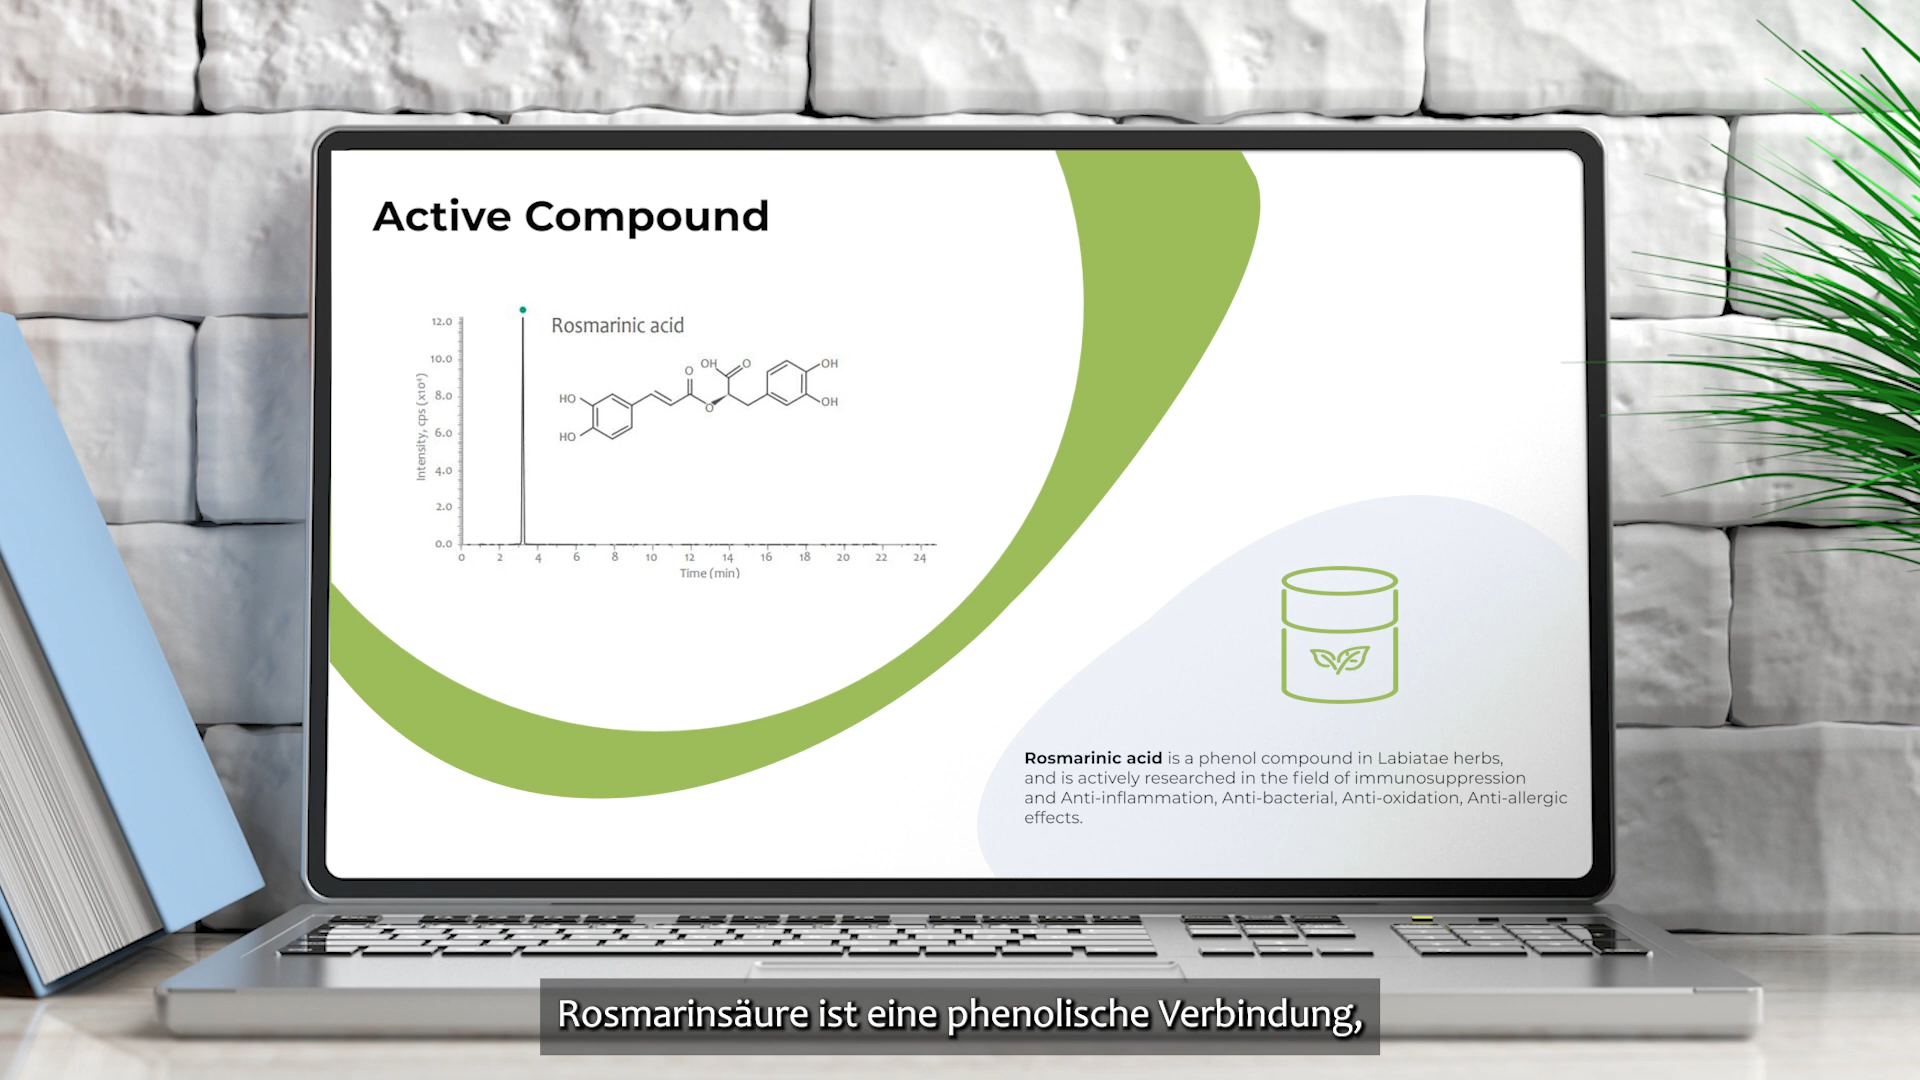 Active Compound
Rosmarinic acid
12.0
10.0
8.0
6.0
4.0
2.0
0.0
Intensity, cps (x10⁴)
OH
O
O
OH
HO
O
OH
HO
0 2 4 6 8 10 12 14 16 18 20 22 24
Time (min)
Rosmarinic acid is a phenol compound in Labiatae herbs,
and is actively researched in the field of immunosuppression
and Anti-inflammation, Anti-bacterial, Anti-oxidation, Anti-allergic
effects.
Rosmarinsäure ist eine phenolische Verbindung,